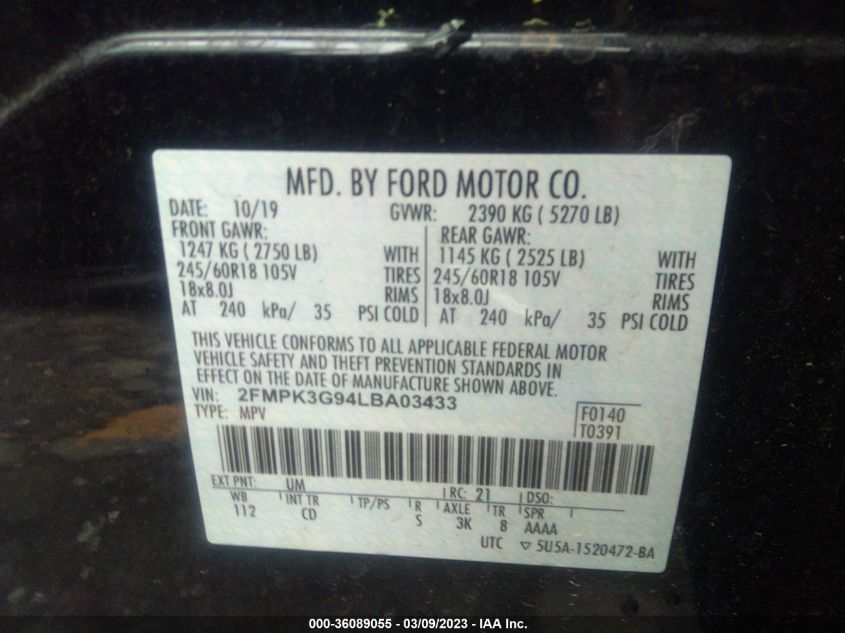 MFD. BY FORD MOTOR CO.
DATE: 10/19 GVWR: 2390 KG ( 5270 LB)
FRONT GAWR: REAR GAWR:
1247 KG ( 2750 LB) WITH 1145 KG ( 2525 LB) WITH
245/60R18 105V TIRES 245/60R18 105V TIRES
18x8.0J RIMS 18x8.0J RIMS
AT 240 kPa/ 35 PSI COLD AT 240 kPa/ 35 PSI COLD
THIS VEHICLE CONFORMS TO ALL APPLICABLE FEDERAL MOTOR
VEHICLE SAFETY AND THEFT PREVENTION STANDARDS IN
EFFECT ON THE DATE OF MANUFACTURE SHOWN ABOVE.
VIN: 2FMPK3G94LBA03433
TYPE: MPV
F0140
T0391
EXT PNT: UM RC: 21 DSO:
WB INT TR TP/PS R AXLE TR SPR
112 CD S 3K 8 AAAA
UTC ▽ 5U5A-1520472-BA
000-36089055 — 03/09/2023 — IAA Inc.